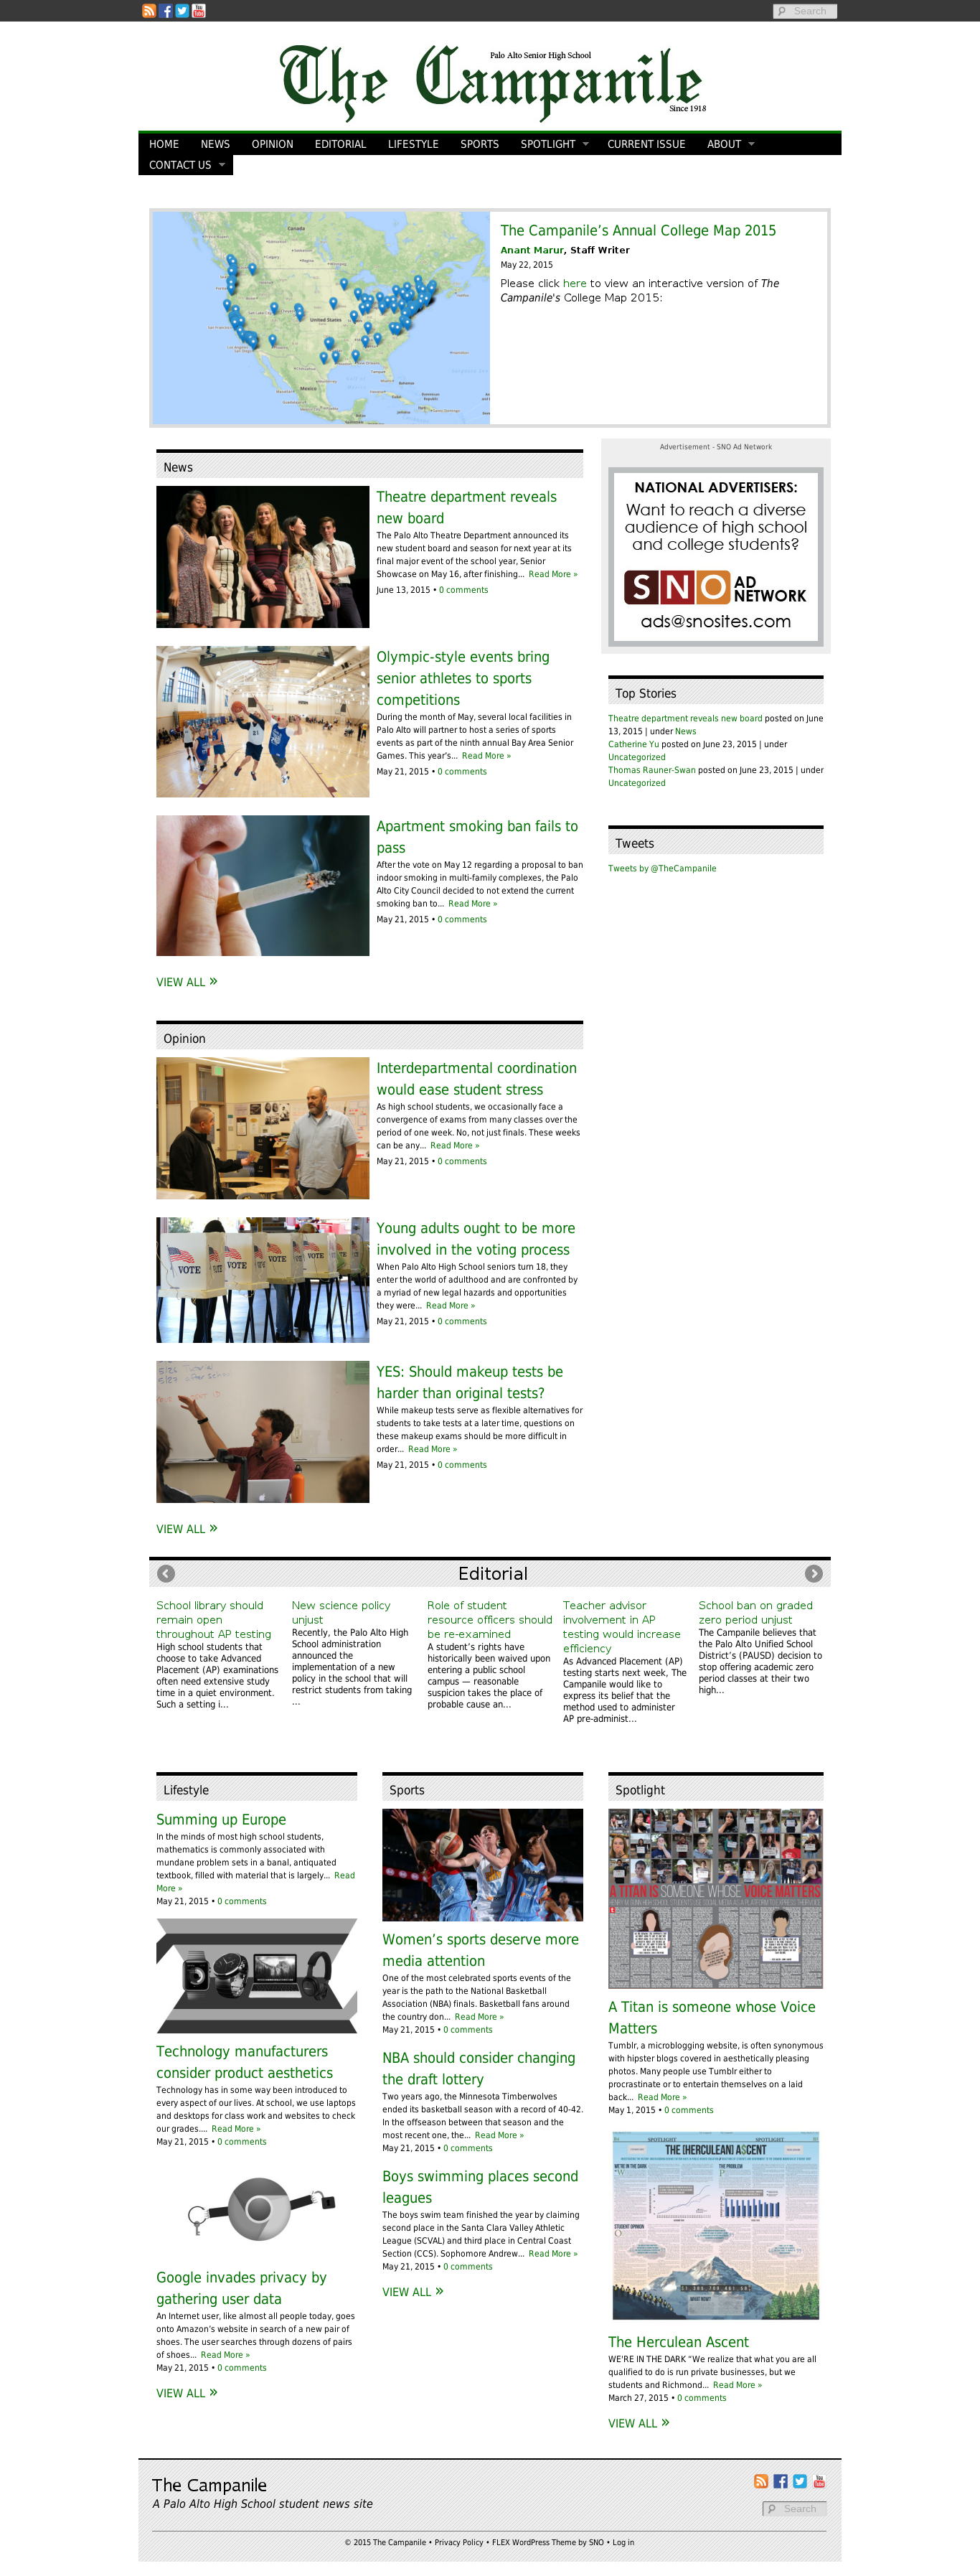 Search
Palo Alto Senior High School
The Campanile
Since 1918
HOME NEWS OPINION EDITORIAL LIFESTYLE SPORTS SPOTLIGHT CURRENT ISSUE ABOUT
CONTACT US
Canada
United States
Mexico
The Campanile's Annual College Map 2015
Anant Marur, Staff Writer
May 22, 2015
Please click here to view an interactive version of The
Campanile's College Map 2015:
News
Theatre department reveals
new board
The Palo Alto Theatre Department announced its
new student board and season for next year at its
final major event of the school year, Senior
Showcase on May 16, after finishing... Read More »
June 13, 2015 • 0 comments
Olympic-style events bring
senior athletes to sports
competitions
During the month of May, several local facilities in
Palo Alto will partner to host a series of sports
events as part of the ninth annual Bay Area Senior
Games. This year's... Read More »
May 21, 2015 • 0 comments
Apartment smoking ban fails to
pass
After the vote on May 12 regarding a proposal to ban
indoor smoking in multi-family complexes, the Palo
Alto City Council decided to not extend the current
smoking ban to... Read More »
May 21, 2015 • 0 comments
VIEW ALL »
Advertisement - SNO Ad Network
NATIONAL ADVERTISERS:
Want to reach a diverse
audience of high school
and college students?
SNO AD
NETWORK
ads@snosites.com
Top Stories
Theatre department reveals new board posted on June
13, 2015 | under News
Catherine Yu posted on June 23, 2015 | under
Uncategorized
Thomas Rauner-Swan posted on June 23, 2015 | under
Uncategorized
Tweets
Tweets by @TheCampanile
Opinion
Interdepartmental coordination
would ease student stress
As high school students, we occasionally face a
convergence of exams from many classes over the
period of one week. No, not just finals. These weeks
can be any... Read More »
May 21, 2015 • 0 comments
VOTE VOTE VOTE VOTE VOTE
Young adults ought to be more
involved in the voting process
When Palo Alto High School seniors turn 18, they
enter the world of adulthood and are confronted by
a myriad of new legal hazards and opportunities
they were... Read More »
May 21, 2015 • 0 comments
YES: Should makeup tests be
harder than original tests?
While makeup tests serve as flexible alternatives for
students to take tests at a later time, questions on
these makeup exams should be more difficult in
order... Read More »
May 21, 2015 • 0 comments
VIEW ALL »
Editorial
School library should
remain open
throughout AP testing
High school students that
choose to take Advanced
Placement (AP) examinations
often need extensive study
time in a quiet environment.
Such a setting i...
New science policy
unjust
Recently, the Palo Alto High
School administration
announced the
implementation of a new
policy in the school that will
restrict students from taking
...
Role of student
resource officers should
be re-examined
A student's rights have
historically been waived upon
entering a public school
campus — reasonable
suspicion takes the place of
probable cause an...
Teacher advisor
involvement in AP
testing would increase
efficiency
As Advanced Placement (AP)
testing starts next week, The
Campanile would like to
express its belief that the
method used to administer
AP pre-administ...
School ban on graded
zero period unjust
The Campanile believes that
the Palo Alto Unified School
District's (PAUSD) decision to
stop offering academic zero
period classes at their two
high...
Lifestyle
Summing up Europe
In the minds of most high school students,
mathematics is commonly associated with
mundane problem sets in a banal, antiquated
textbook, filled with material that is largely... Read
More »
May 21, 2015 • 0 comments
Technology manufacturers
consider product aesthetics
Technology has in some way been introduced to
every aspect of our lives. At school, we use laptops
and desktops for class work and websites to check
our grades.... Read More »
May 21, 2015 • 0 comments
Google invades privacy by
gathering user data
An Internet user, like almost all people today, goes
onto Amazon's website in search of a new pair of
shoes. The user searches through dozens of pairs
of shoes... Read More »
May 21, 2015 • 0 comments
VIEW ALL »
Sports
Women's sports deserve more
media attention
One of the most celebrated sports events of the
year is the path to the National Basketball
Association (NBA) finals. Basketball fans around
the country don... Read More »
May 21, 2015 • 0 comments
NBA should consider changing
the draft lottery
Two years ago, the Minnesota Timberwolves
ended its basketball season with a record of 40-42.
In the offseason between that season and the
most recent one, the... Read More »
May 21, 2015 • 0 comments
Boys swimming places second
leagues
The boys swim team finished the year by claiming
second place in the Santa Clara Valley Athletic
League (SCVAL) and third place in Central Coast
Section (CCS). Sophomore Andrew... Read More »
May 21, 2015 • 0 comments
VIEW ALL »
Spotlight
A TITAN IS SOMEONE WHOSE VOICE MATTERS
A Titan is someone whose Voice
Matters
Tumblr, a microblogging website, is often synonymous
with hipster blogs covered in aesthetically pleasing
photos. Many people use Tumblr either to
procrastinate or to entertain themselves on a laid
back... Read More »
May 1, 2015 • 0 comments
SPOTLIGHT SPOTLIGHT
THE (HERCULEAN) A$CENT
WE'RE IN THE DARK
THE PROBLEM
STUDENT OPINION
WHAT NOW?
The Herculean Ascent
WE'RE IN THE DARK “We realize that what you are all
qualified to do is run private businesses, but we
students and Richmond... Read More »
March 27, 2015 • 0 comments
VIEW ALL »
The Campanile
A Palo Alto High School student news site
Search
© 2015 The Campanile • Privacy Policy • FLEX WordPress Theme by SNO • Log in